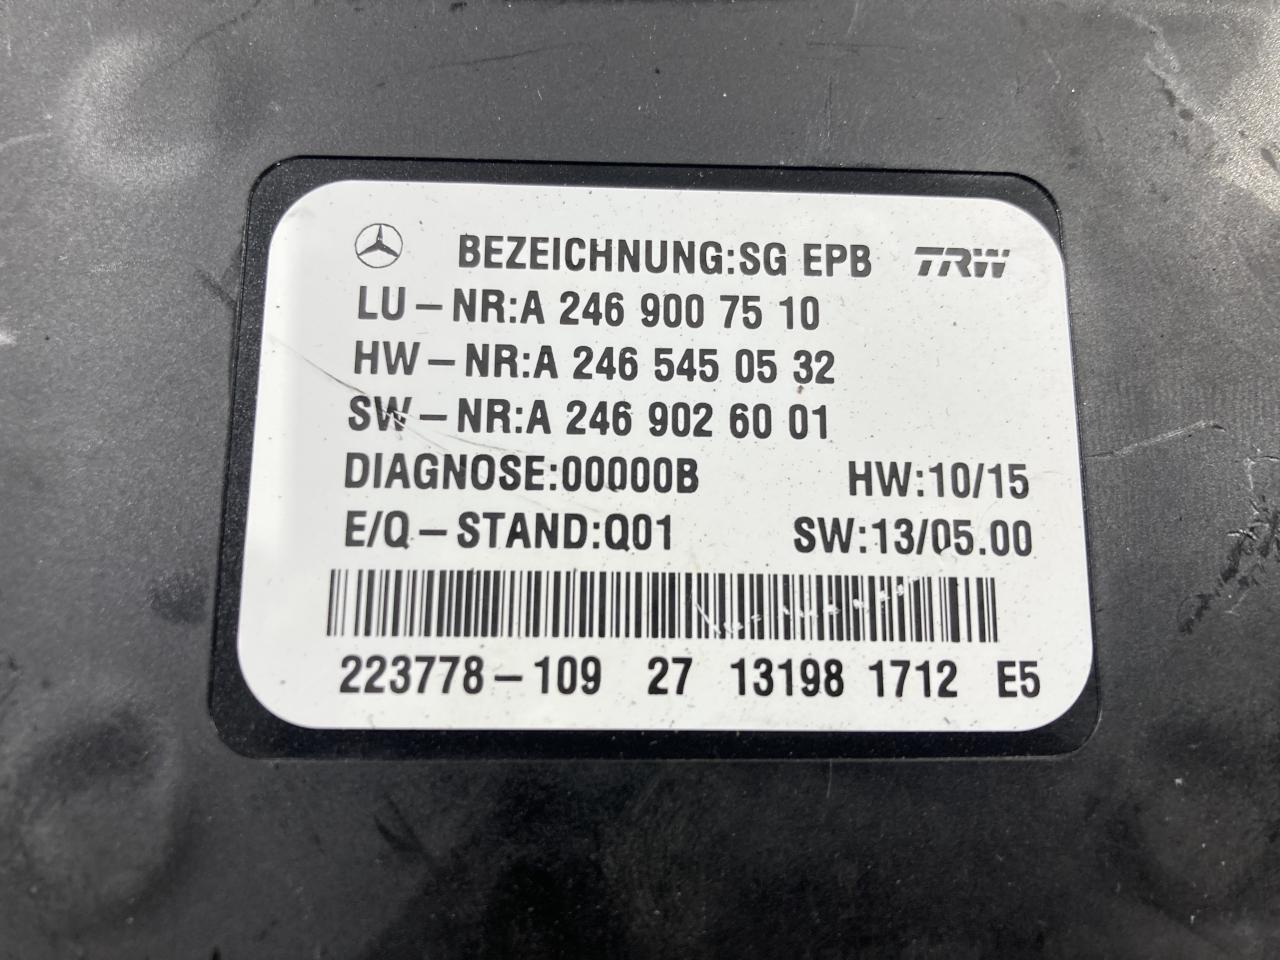 BEZEICHNUNG:SG EPB TRW
LU-NR:A 246 900 75 10
HW-NR:A 246 545 05 32
SW-NR:A 246 902 60 01
DIAGNOSE:00000B HW:10/15
E/Q-STAND:Q01 SW:13/05.00
223778-109 27 13198 1712 E5